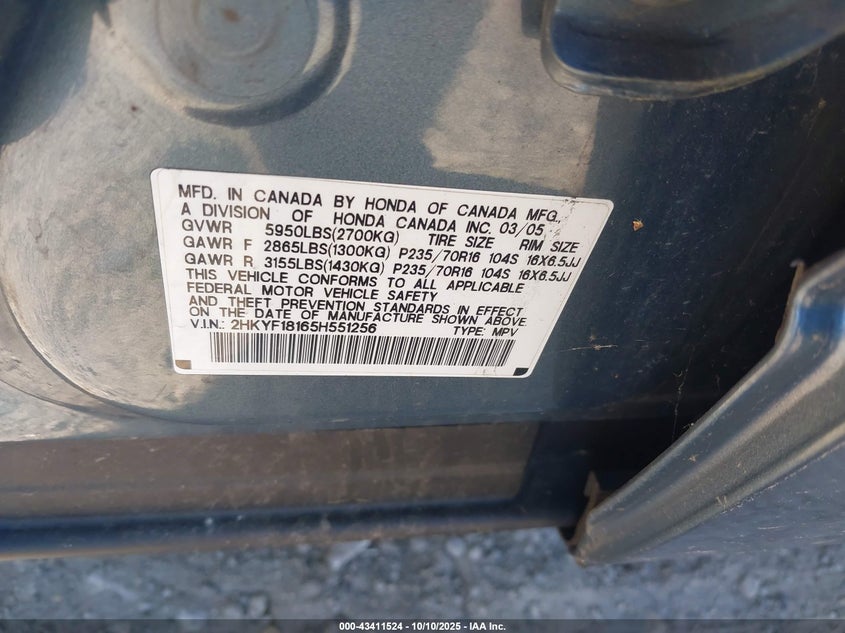 MFD. IN CANADA BY HONDA OF CANADA MFG.,
A DIVISION OF HONDA CANADA INC. 03/05
GVWR 5950LBS(2700KG) TIRE SIZE RIM SIZE
GAWR F 2865LBS(1300KG) P235/70R16 104S 16X6.5JJ
GAWR R 3155LBS(1430KG) P235/70R16 104S 16X6.5JJ
THIS VEHICLE CONFORMS TO ALL APPLICABLE
FEDERAL MOTOR VEHICLE SAFETY
AND THEFT PREVENTION STANDARDS IN EFFECT
ON THE DATE OF MANUFACTURE SHOWN ABOVE
V.I.N.: 2HKYF18165H551256 TYPE: MPV
000-43411524 - 10/10/2025 - IAA Inc.